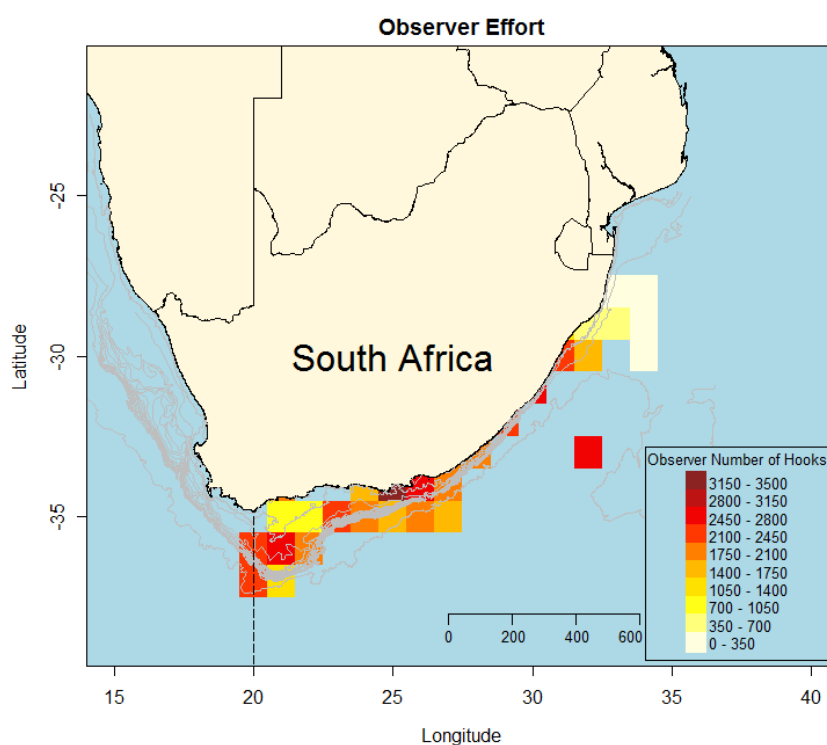 Observer Effort
-25
-30
-35
Latitude
South Africa
Observer Number of Hooks
3150 - 3500
2800 - 3150
2450 - 2800
2100 - 2450
1750 - 2100
1400 - 1750
1050 - 1400
700 - 1050
350 - 700
0 - 350
0 200 400 600
15 20 25 30 35 40
Longitude